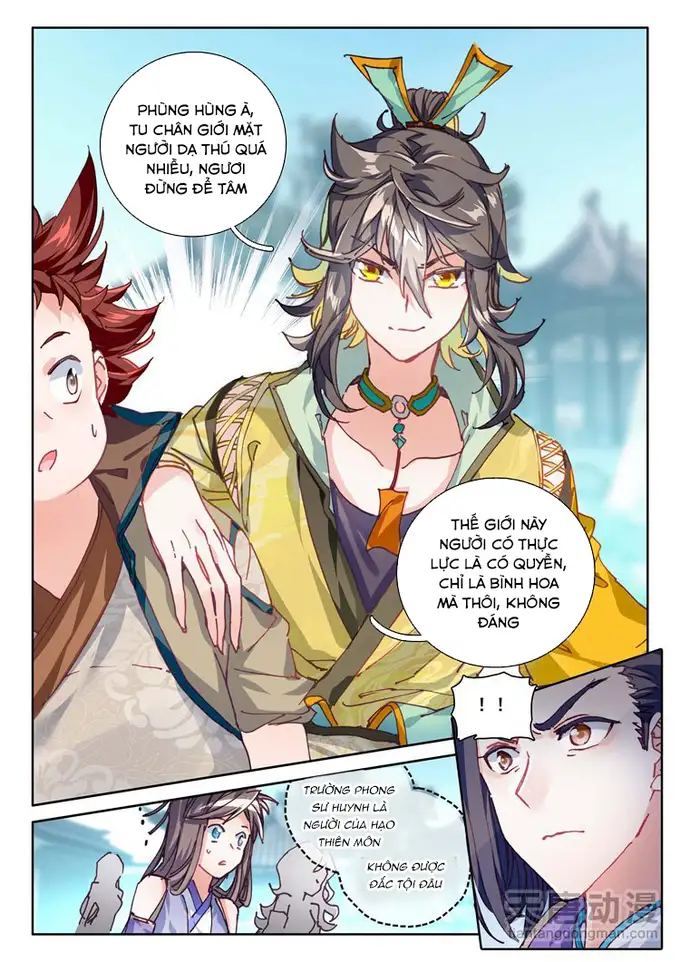 PHÙNG HÙNG À,
TU CHÂN GIỚI MẶT
NGƯỜI DẠ THÚ QUÁ
NHIỀU, NGƯƠI
ĐỪNG ĐỂ TÂM
THẾ GIỚI NÀY
NGƯỜI CÓ THỰC
LỰC LÀ CÓ QUYỀN,
CHỈ LÀ BÌNH HOA
MÀ THÔI, KHÔNG
ĐÁNG
!!
TRƯỜNG PHONG
SƯ HUYNH LÀ
NGƯỜI CỦA HẠO
THIÊN MÔN
KHÔNG ĐƯỢC
ĐẮC TỘI ĐÂU
天唐动漫
tiantangdongman.com